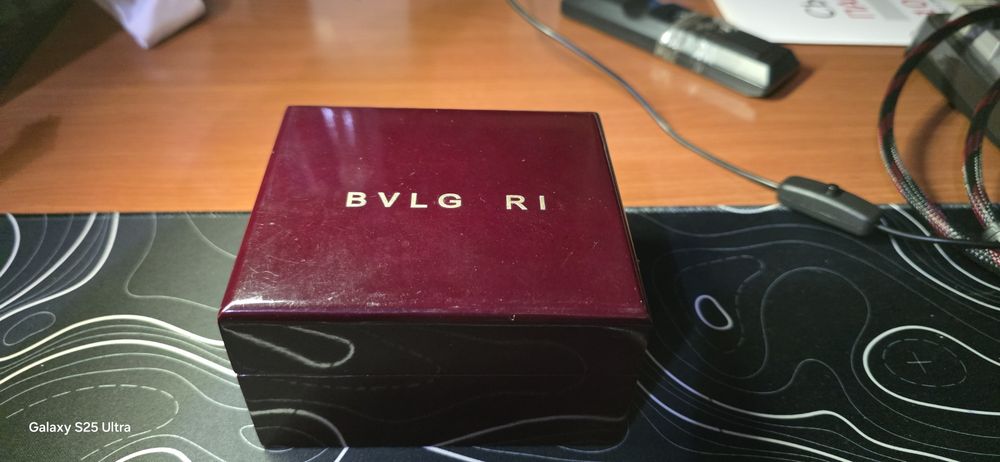 BVLG RI
Galaxy S25 Ultra